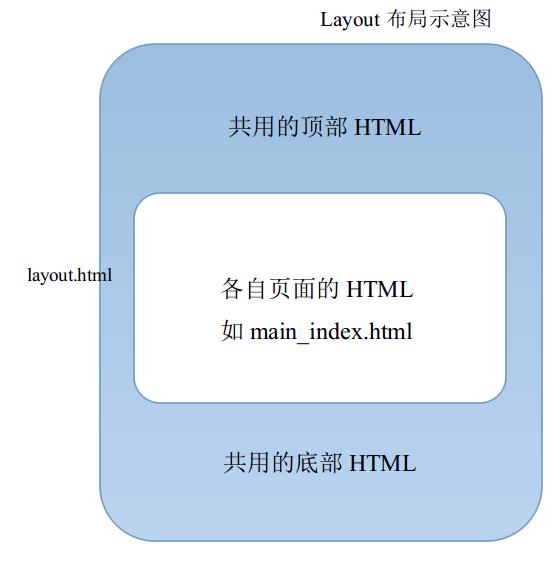 Layout 布局示意图
共用的顶部 HTML
layout.html
各自页面的 HTML
如 main_index.html
共用的底部 HTML